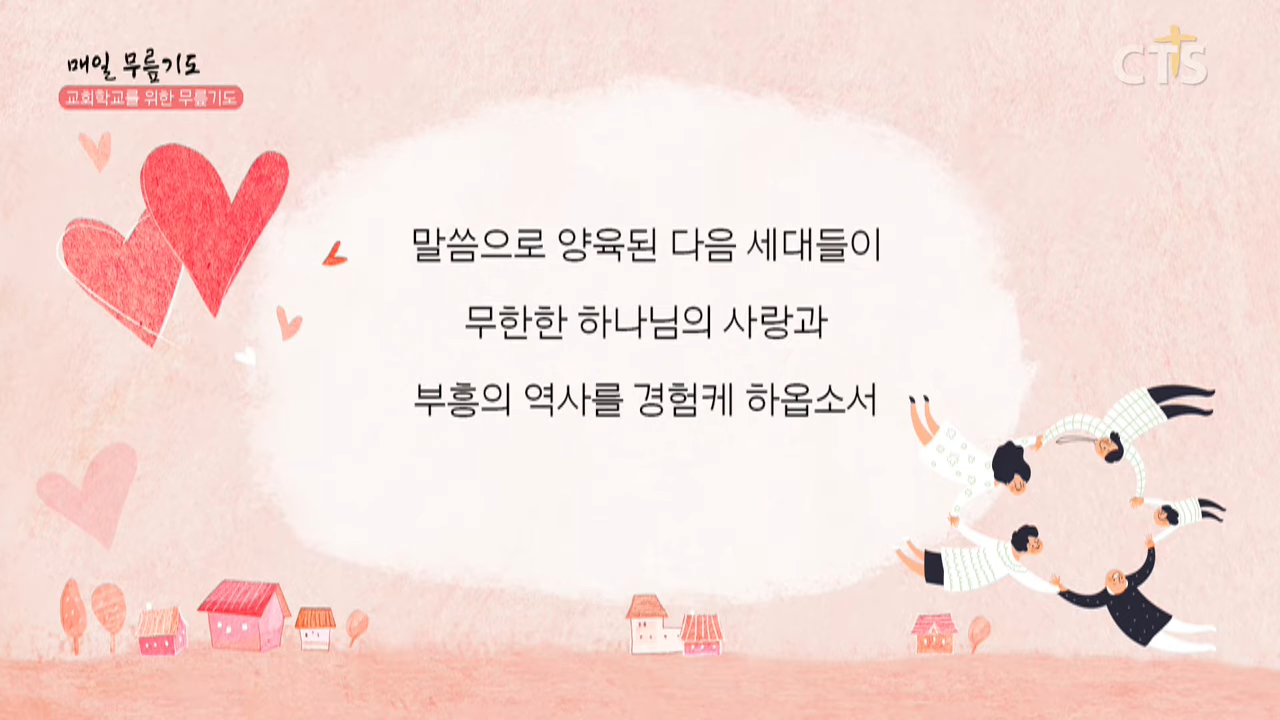 매일 무릎기도
교회학교를 위한 무릎기도
CTS
말씀으로 양육된 다음 세대들이
무한한 하나님의 사랑과
부흥의 역사를 경험케 하옵소서